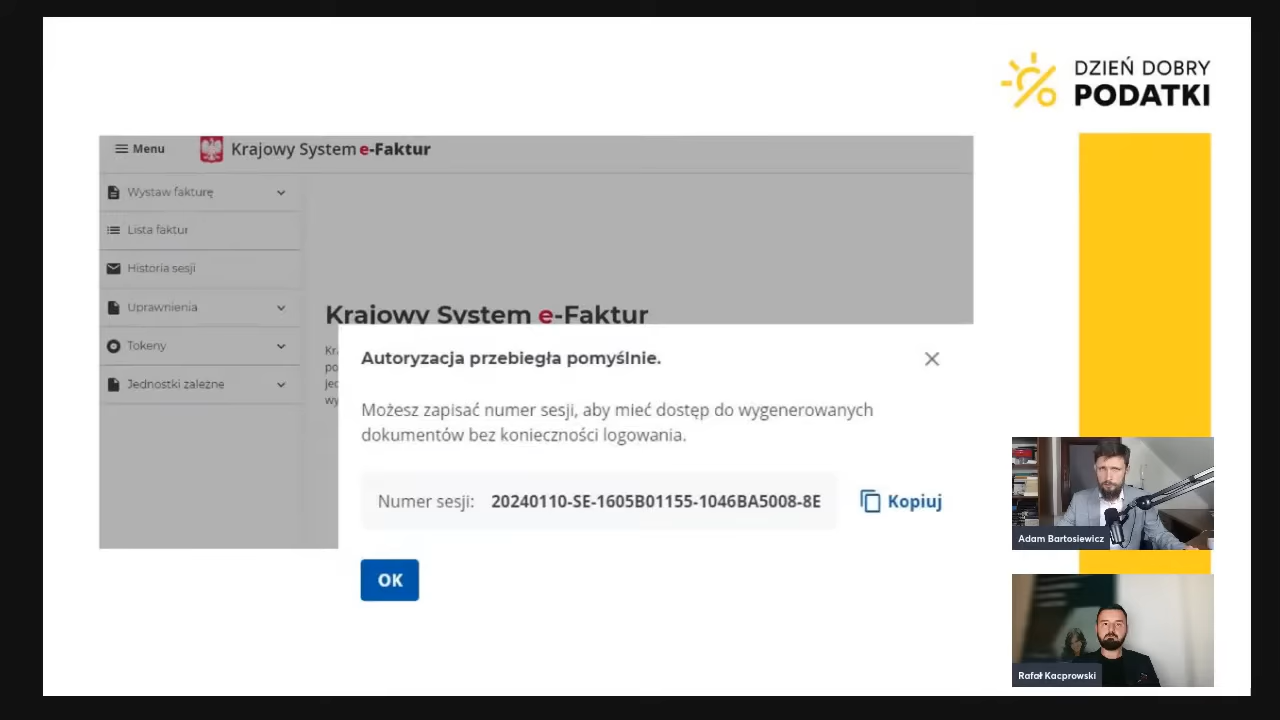 DZIEŃ DOBRY
PODATKI
Menu
Krajowy System e-Faktur
Wystaw fakturę
Lista faktur
Historia sesji
Uprawnienia
Tokeny
Jednostki zależne
Krajowy System e-Faktur
Autoryzacja przebiegła pomyślnie.
Możesz zapisać numer sesji, aby mieć dostęp do wygenerowanych
dokumentów bez konieczności logowania.
Numer sesji: 20240110-SE-1605B01155-1046BA5008-8E
Kopiuj
OK
Adam Bartosiewicz
Rafał Kacprowski